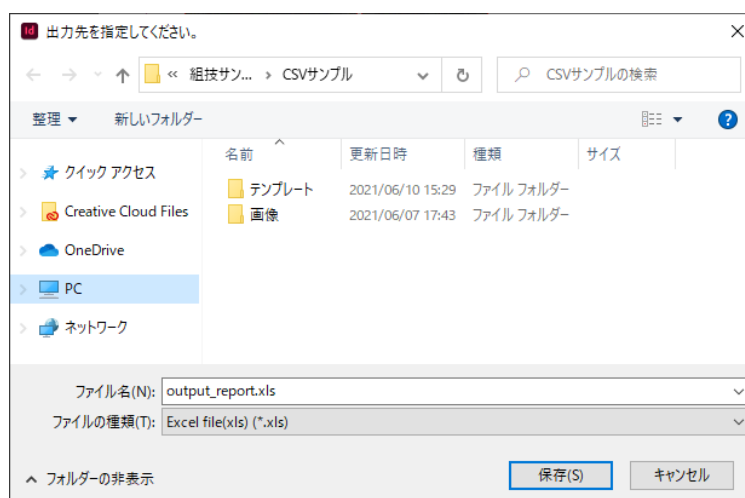 Id 出力先を指定してください。
« 組技サン... › CSVサンプル CSVサンプルの検索
整理 新しいフォルダー ?
名前 更新日時 種類 サイズ
クイック アクセス
テンプレート 2021/06/10 15:29 ファイル フォルダー
Creative Cloud Files
画像 2021/06/07 17:43 ファイル フォルダー
OneDrive
PC
ネットワーク
ファイル名(N): output_report.xls
ファイルの種類(T): Excel file(xls) (*.xls)
フォルダーの非表示 保存(S) キャンセル